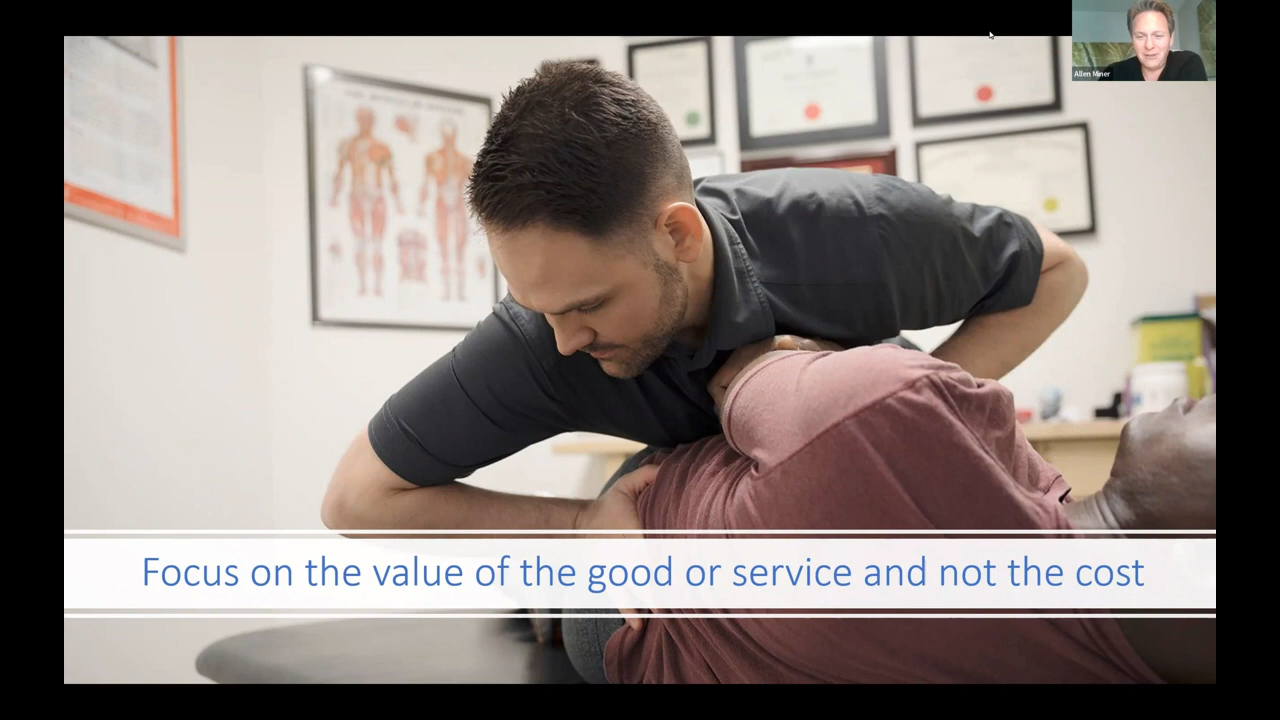 Allen Miner
Focus on the value of the good or service and not the cost